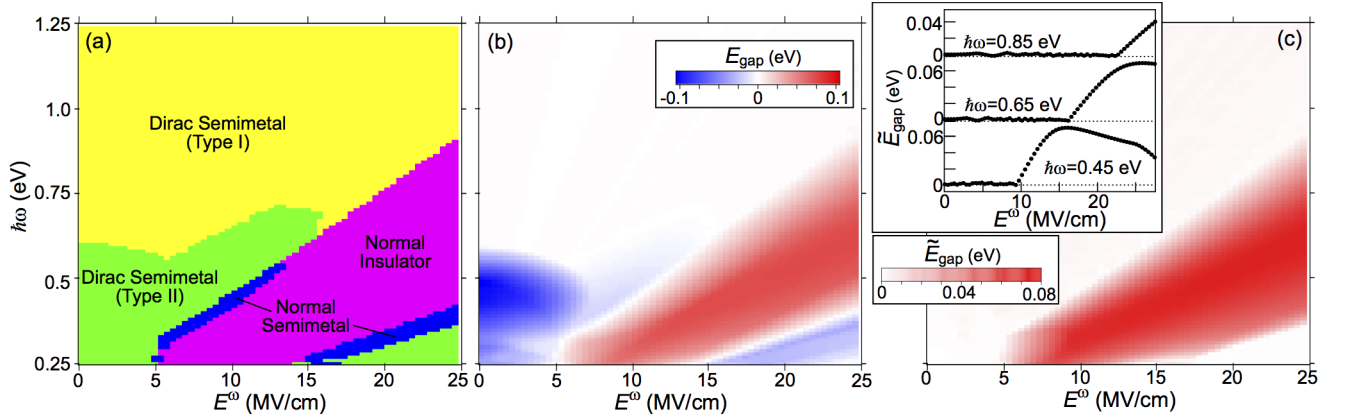 (a)
1.25
1.0
0.75
0.5
0.25
ħω (eV)
Dirac Semimetal
(Type I)
Dirac Semimetal
(Type II)
Normal
Insulator
Normal
Semimetal
0 5 10 15 20 25
E^ω (MV/cm)
(b)
E_gap (eV)
-0.1 0 0.1
0 5 10 15 20 25
E^ω (MV/cm)
(c)
0.04
0
0.06
0
0.06
0
Ẽ_gap (eV)
ħω=0.85 eV
ħω=0.65 eV
ħω=0.45 eV
0 10 20
E^ω (MV/cm)
Ẽ_gap (eV)
0 0.04 0.08
0 5 10 15 20 25
E^ω (MV/cm)